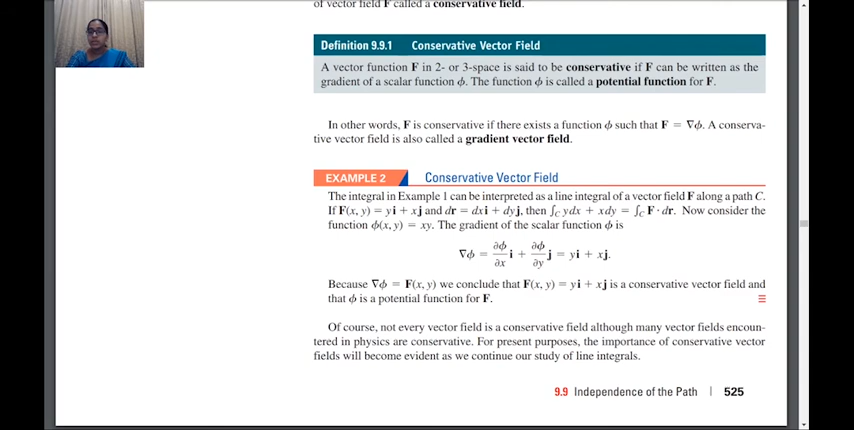 of vector field F called a conservative field.
Definition 9.9.1 Conservative Vector Field
A vector function F in 2- or 3-space is said to be conservative if F can be written as the
gradient of a scalar function ϕ. The function ϕ is called a potential function for F.
In other words, F is conservative if there exists a function ϕ such that F = ∇ϕ. A conserva-
tive vector field is also called a gradient vector field.
EXAMPLE 2 Conservative Vector Field
The integral in Example 1 can be interpreted as a line integral of a vector field F along a path C.
If F(x, y) = yi + xj and dr = dxi + dyj, then ∫C ydx + xdy = ∫C F · dr. Now consider the
function ϕ(x, y) = xy. The gradient of the scalar function ϕ is
∇ϕ = ∂ϕ/∂x i + ∂ϕ/∂y j = yi + xj.
Because ∇ϕ = F(x, y) we conclude that F(x, y) = yi + xj is a conservative vector field and
that ϕ is a potential function for F.
Of course, not every vector field is a conservative field although many vector fields encoun-
tered in physics are conservative. For present purposes, the importance of conservative vector
fields will become evident as we continue our study of line integrals.
9.9 Independence of the Path | 525